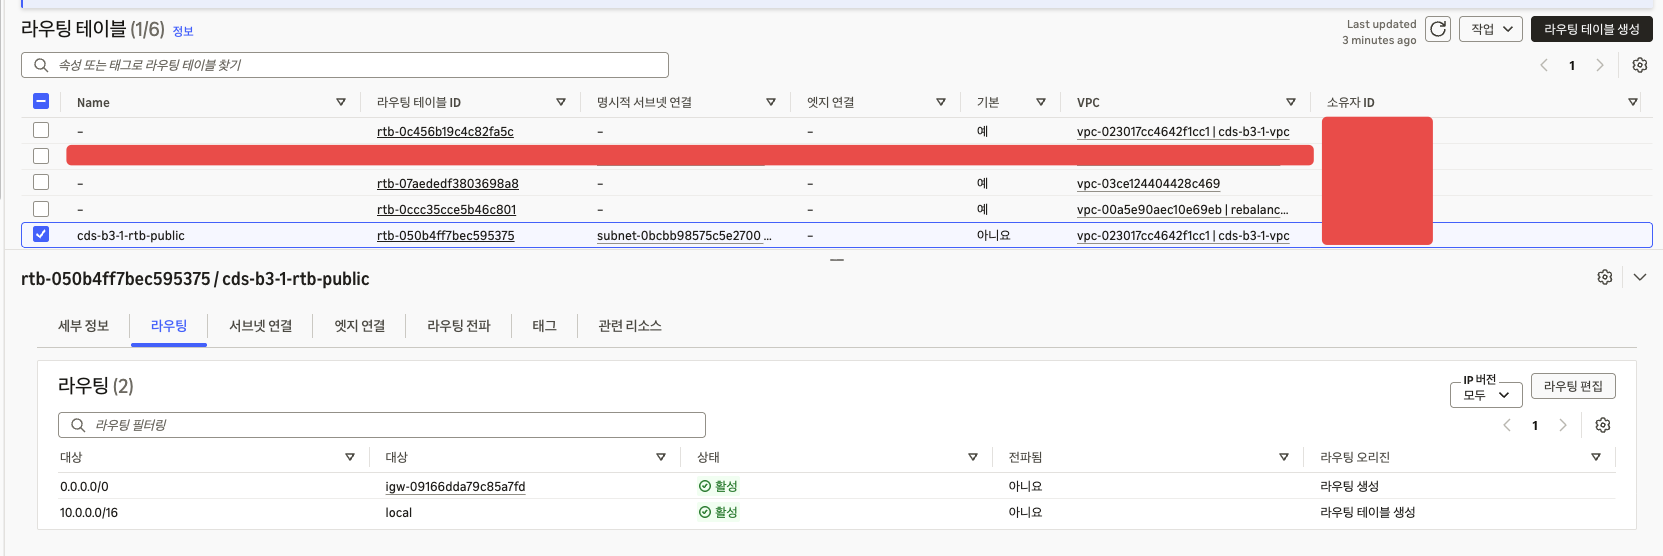 라우팅 테이블 (1/6) 정보
Last updated
3 minutes ago
작업
라우팅 테이블 생성
속성 또는 태그로 라우팅 테이블 찾기
1
Name 라우팅 테이블 ID 명시적 서브넷 연결 엣지 연결 기본 VPC 소유자 ID
– rtb-0c456b19c4c82fa5c – – 예 vpc-023017cc4642f1cc1 | cds-b3-1-vpc
– rtb-07aededf3803698a8 – – 예 vpc-03ce124404428c469
– rtb-0ccc35cce5b46c801 – – 예 vpc-00a5e90aec10e69eb | rebalanc...
cds-b3-1-rtb-public rtb-050b4ff7bec595375 subnet-0bcbb98575c5e2700 ... – 아니요 vpc-023017cc4642f1cc1 | cds-b3-1-vpc
rtb-050b4ff7bec595375 / cds-b3-1-rtb-public
세부 정보 라우팅 서브넷 연결 엣지 연결 라우팅 전파 태그 관련 리소스
라우팅 (2)
IP 버전
모두
라우팅 편집
라우팅 필터링
1
대상 대상 상태 전파됨 라우팅 오리진
0.0.0.0/0 igw-09166dda79c85a7fd 활성 아니요 라우팅 생성
10.0.0.0/16 local 활성 아니요 라우팅 테이블 생성